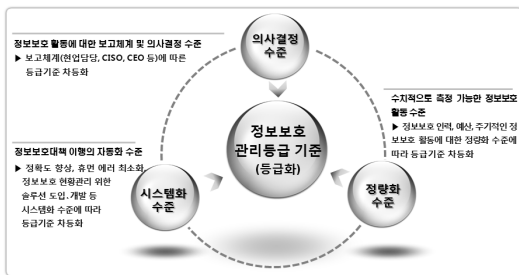 정보보호 활동에 대한 보고체계 및 의사결정 수준
▶ 보고체계(현업담당, CISO, CEO 등)에 따른
등급기준 차등화
의사결정
수준
정보보호
관리등급 기준
(등급화)
수치적으로 측정 가능한 정보보호
활동 수준
▶ 정보보호 인력, 예산, 주기적인 정
보보호 활동에 대한 정량화 수준에
따라 등급기준 차등화
정보보호대책 이행의 자동화 수준
▶ 정확도 향상, 휴먼 에러 최소화,
정보보호 현황관리 위한
솔루션 도입·개발 등
시스템화 수준에 따라
등급기준 차등화
시스템화
수준
정량화
수준